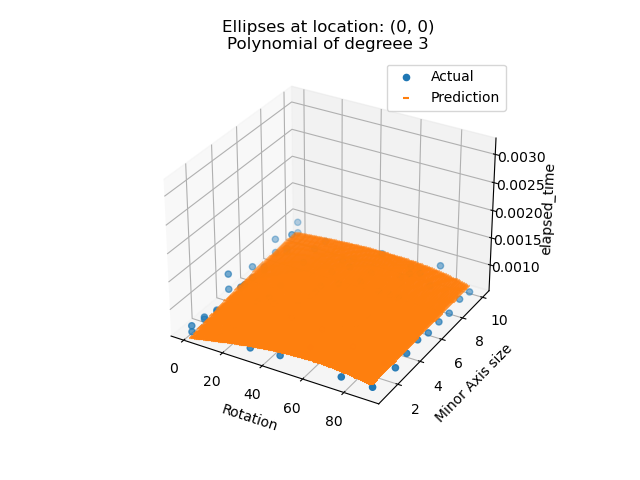 Ellipses at location: (0, 0)
Polynomial of degreee 3
Actual
Prediction
0.0030
0.0025
0.0020
0.0015
0.0010
elapsed_time
10
8
6
4
2
Minor Axis size
0
20
40
60
80
Rotation